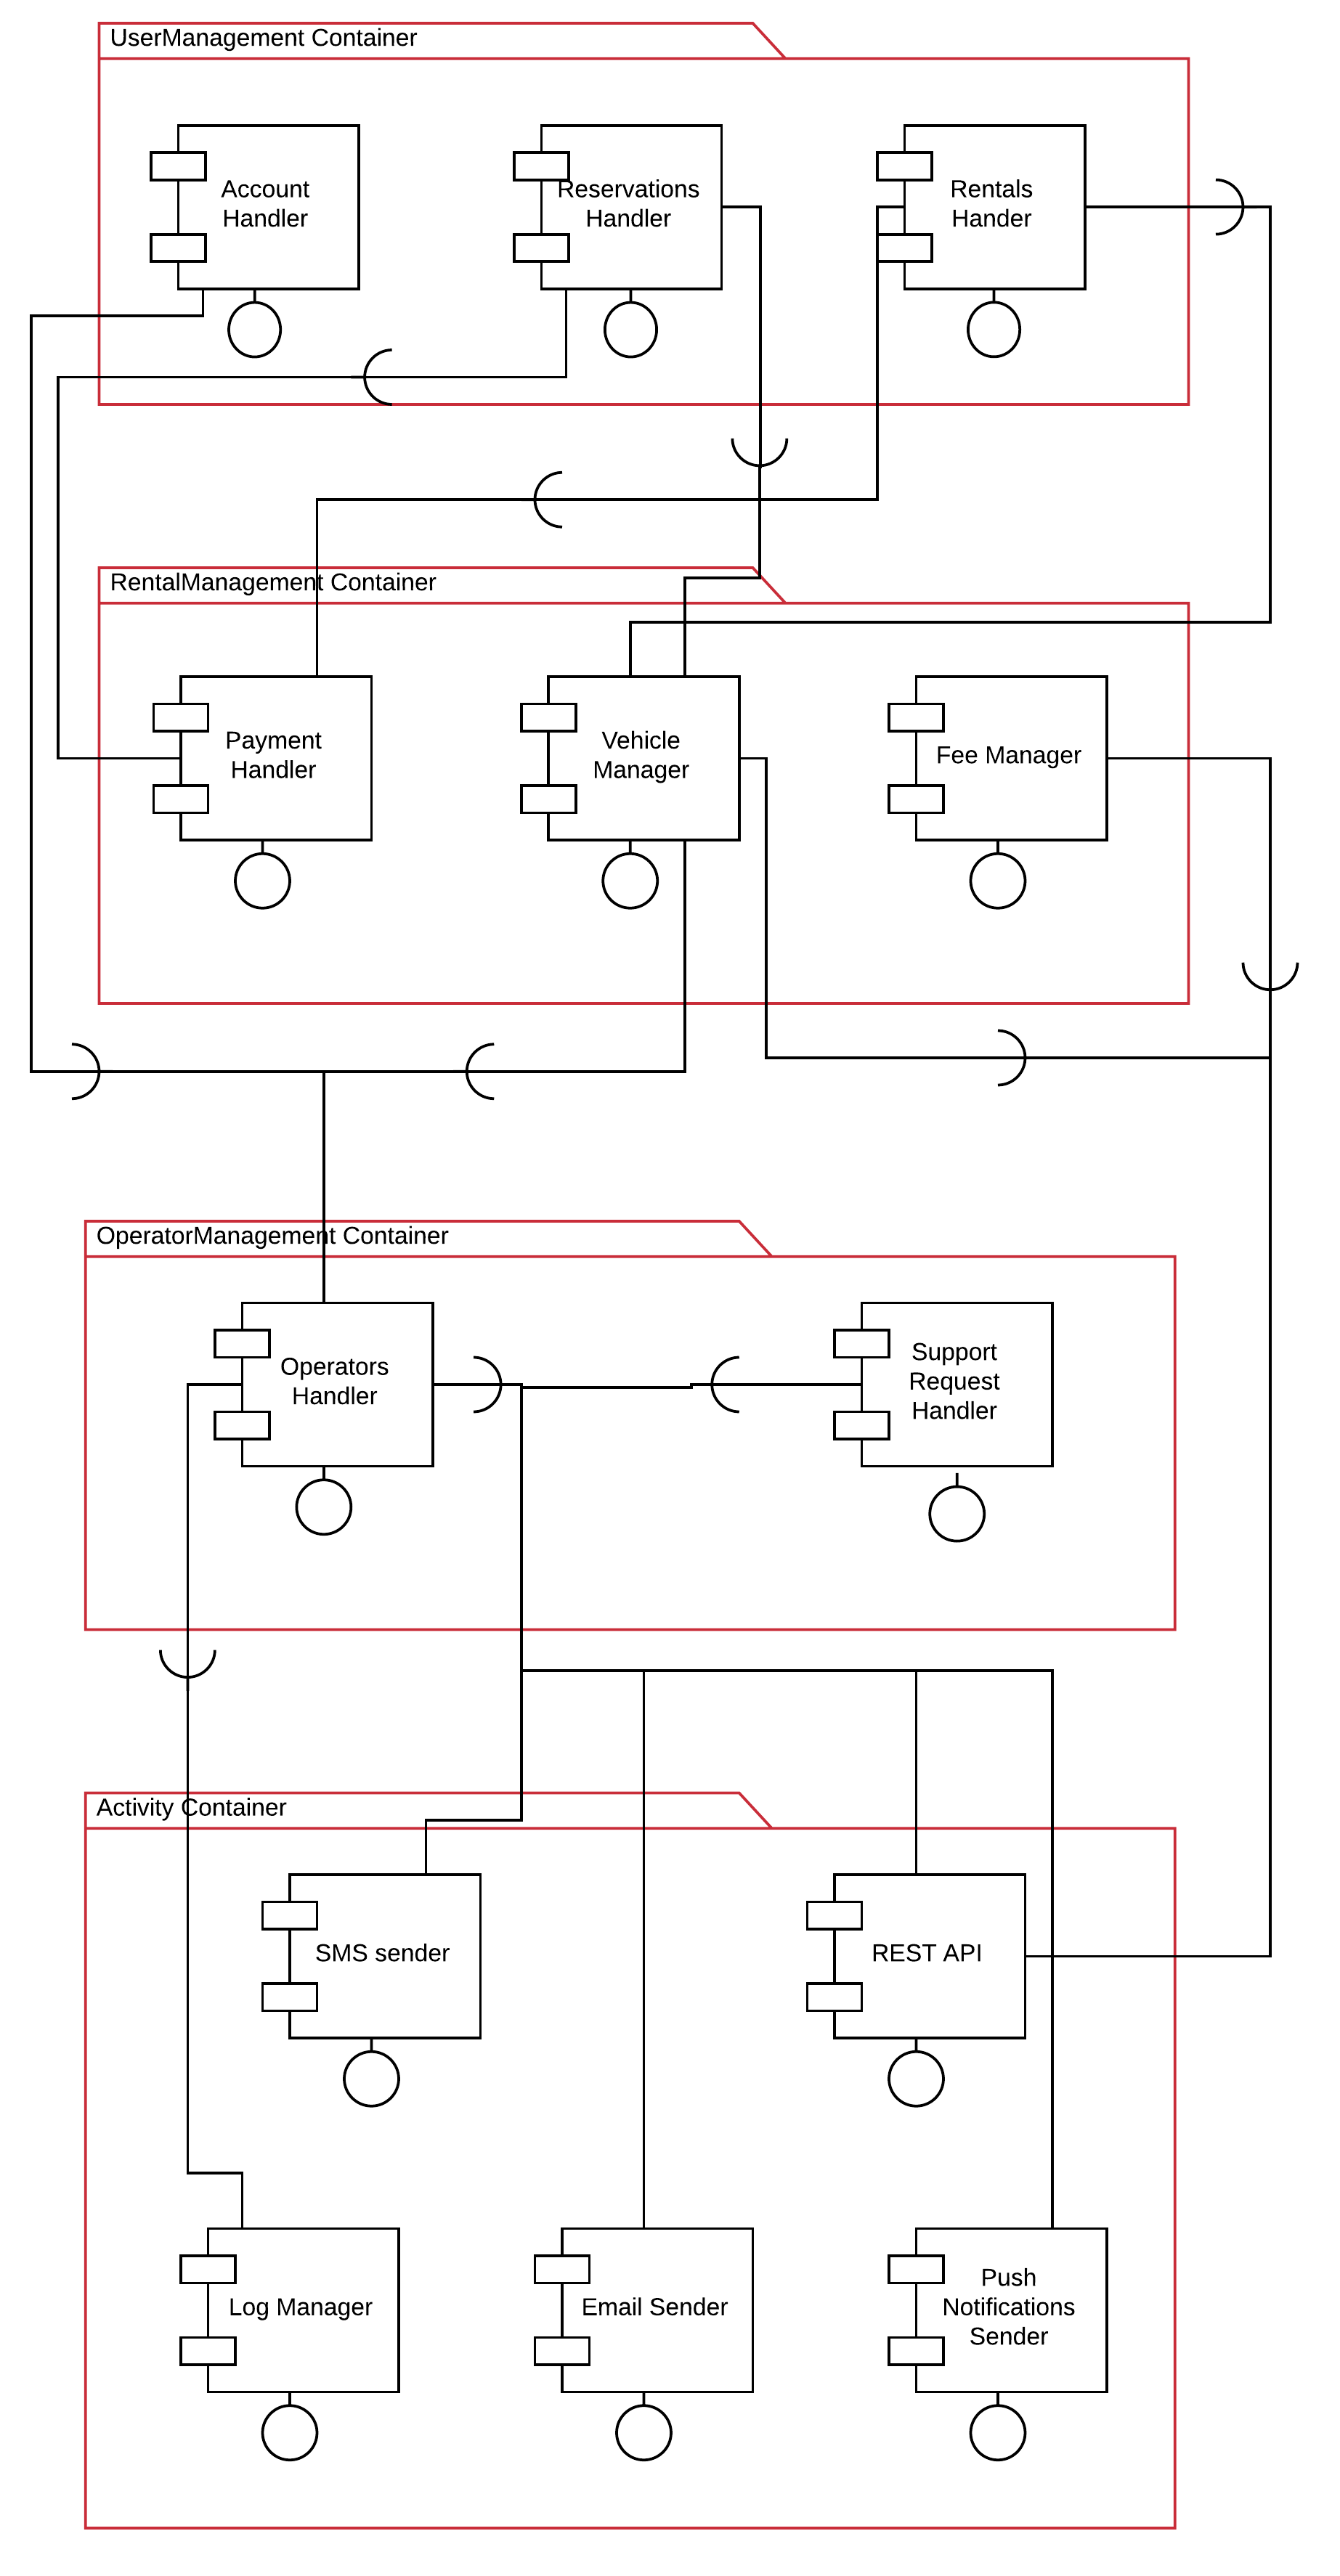 UserManagement Container
Account
Handler
Reservations
Handler
Rentals
Hander
RentalManagement Container
Payment
Handler
Vehicle
Manager
Fee Manager
OperatorManagement Container
Operators
Handler
Support
Request
Handler
Activity Container
SMS sender
REST API
Log Manager
Email Sender
Push
Notifications
Sender